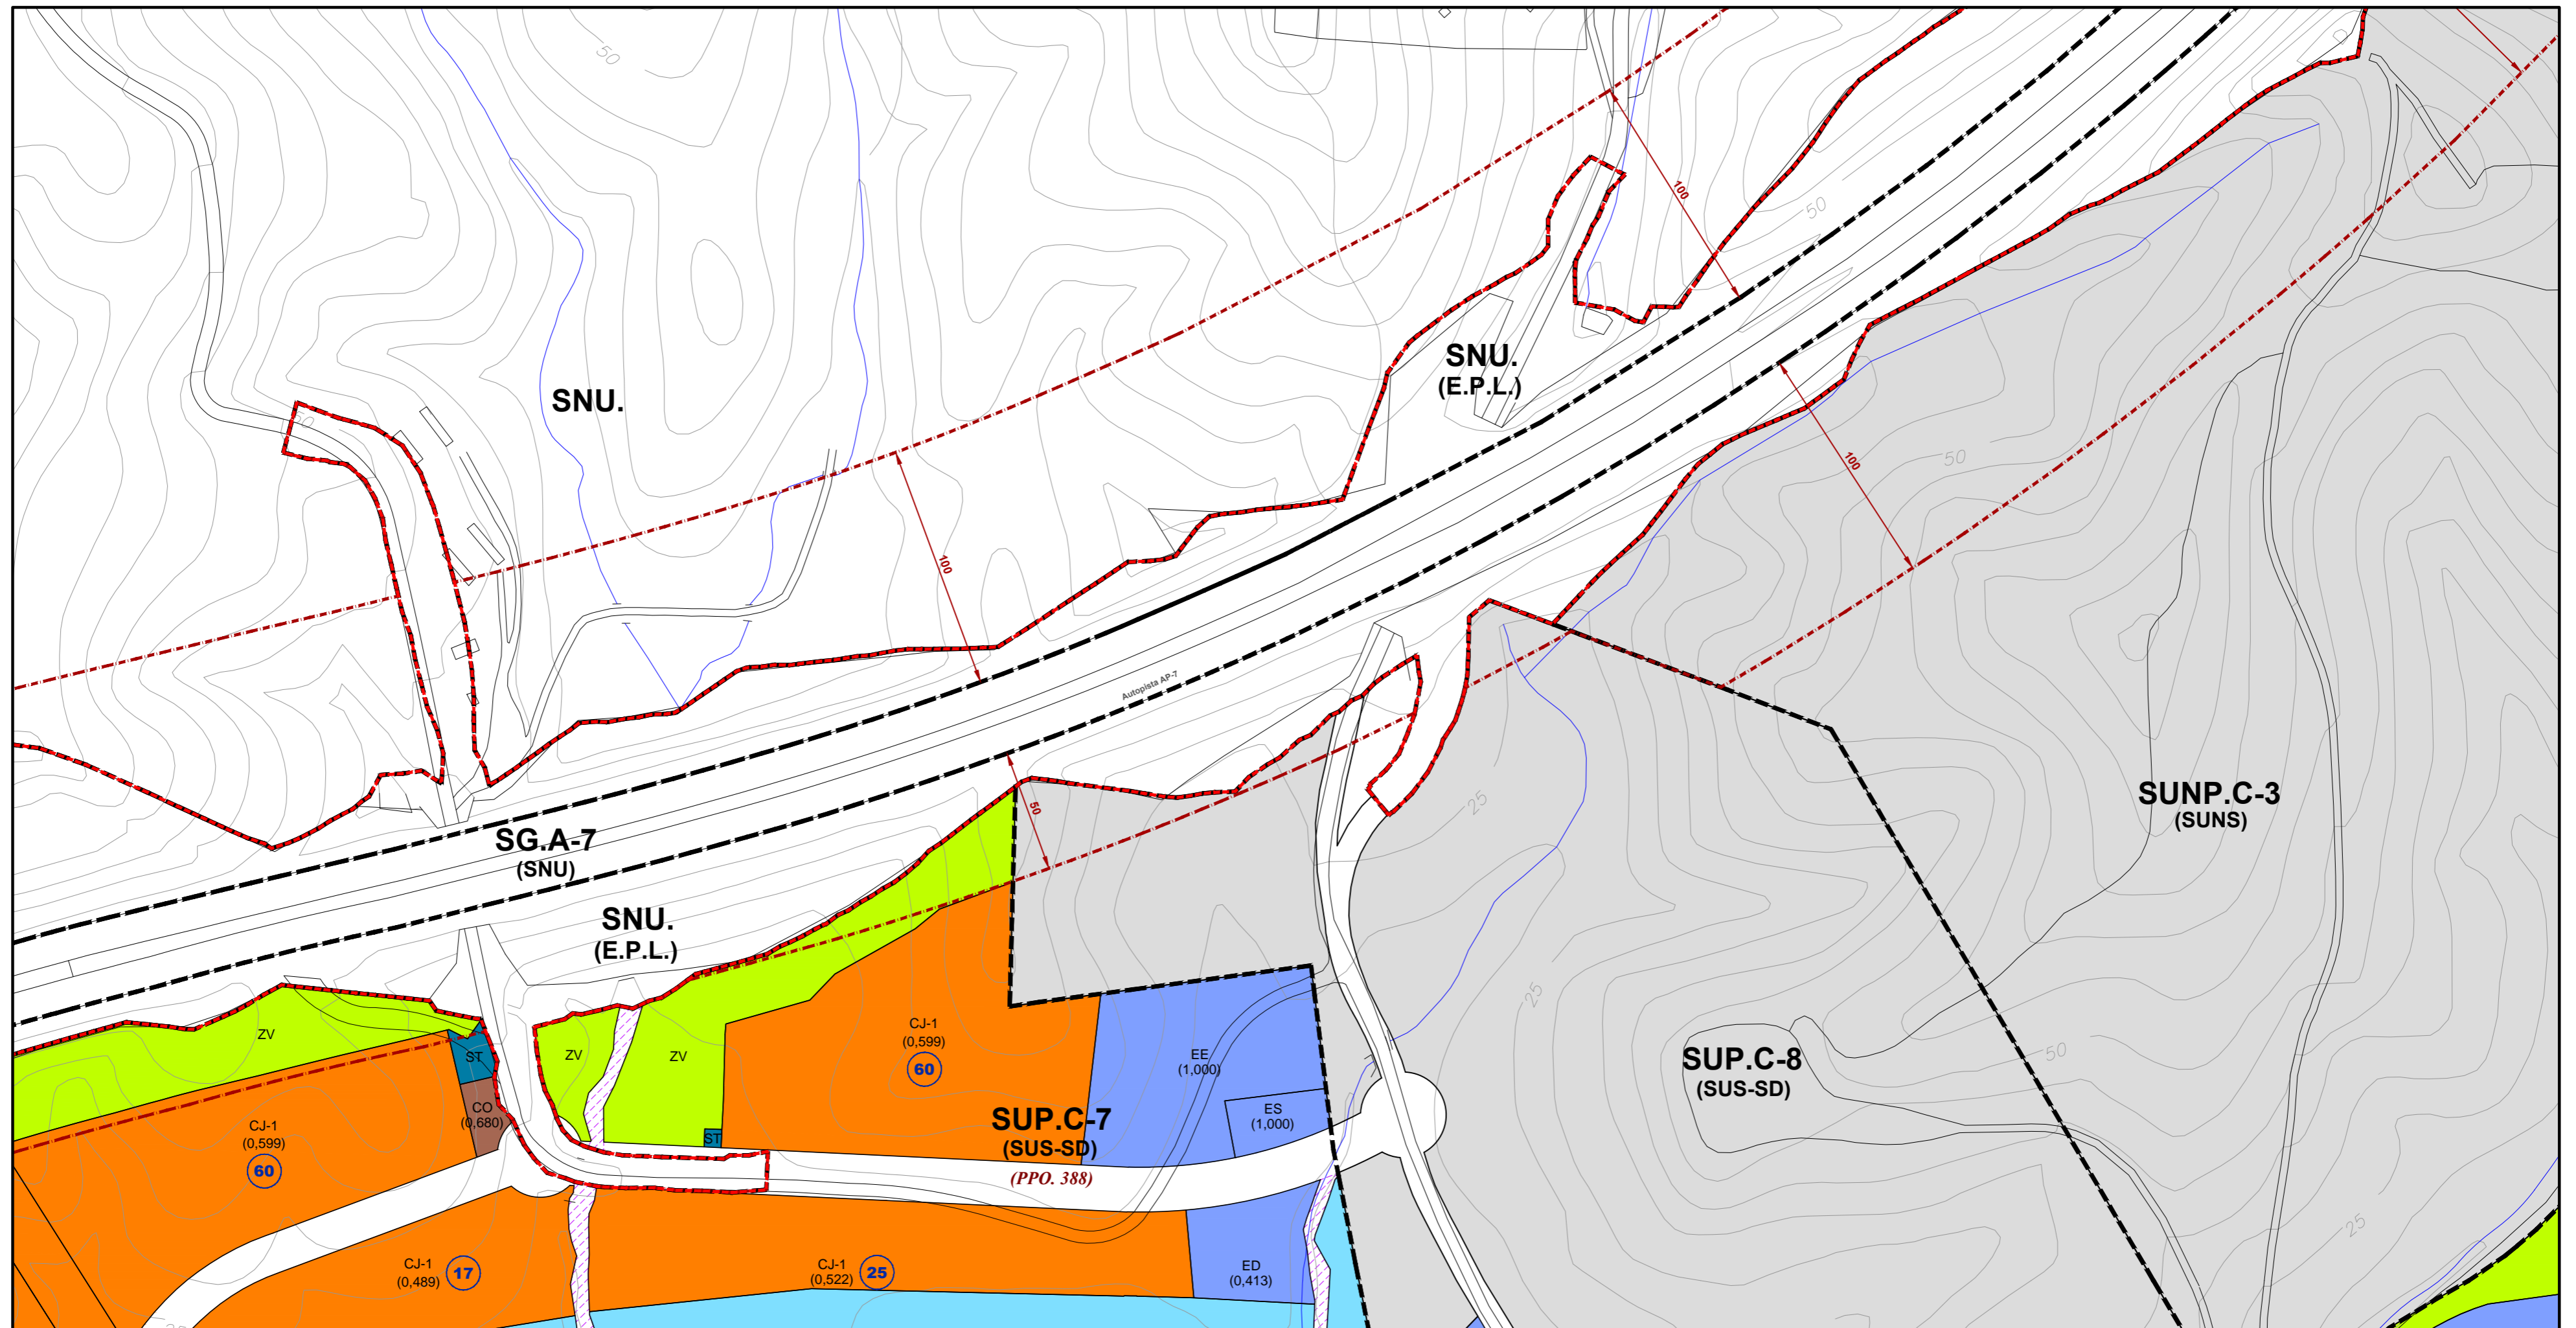 50
100
50
SNU.
(E.P.L.)
SNU.
50
100
100
Autopista AP-7
SUNP.C-3
(SUNS)
25
50
SG.A-7
(SNU)
SNU.
(E.P.L.)
25
ZV
ST
ZV
ZV
CJ-1
(0,599)
60
EE
(1,000)
SUP.C-8
(SUS-SD)
50
CO
(0,680)
ES
(1,000)
SUP.C-7
(SUS-SD)
(PPO. 388)
ST
CJ-1
(0,599)
60
25
CJ-1
(0,489)
17
CJ-1
(0,522)
25
ED
(0,413)